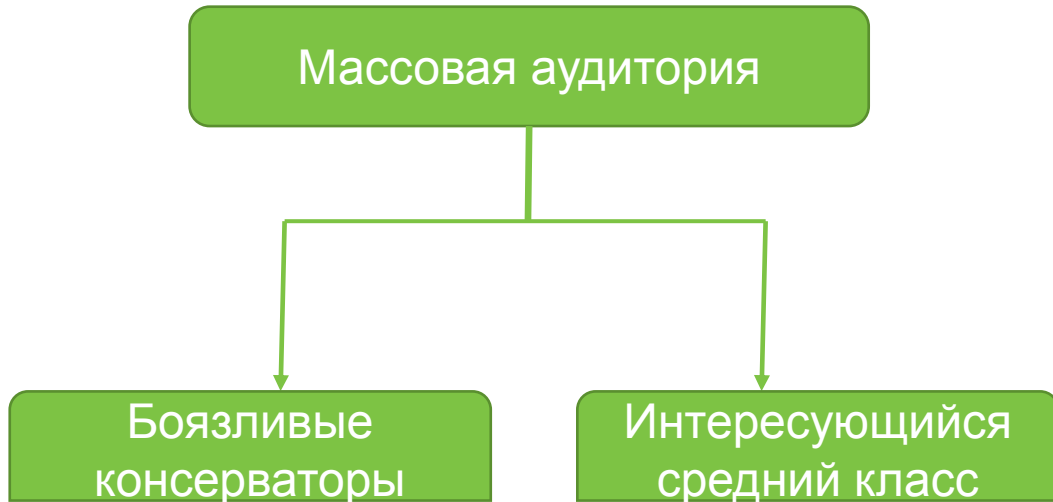 Массовая аудитория
Боязливые
консерваторы
Интересующийся
средний класс